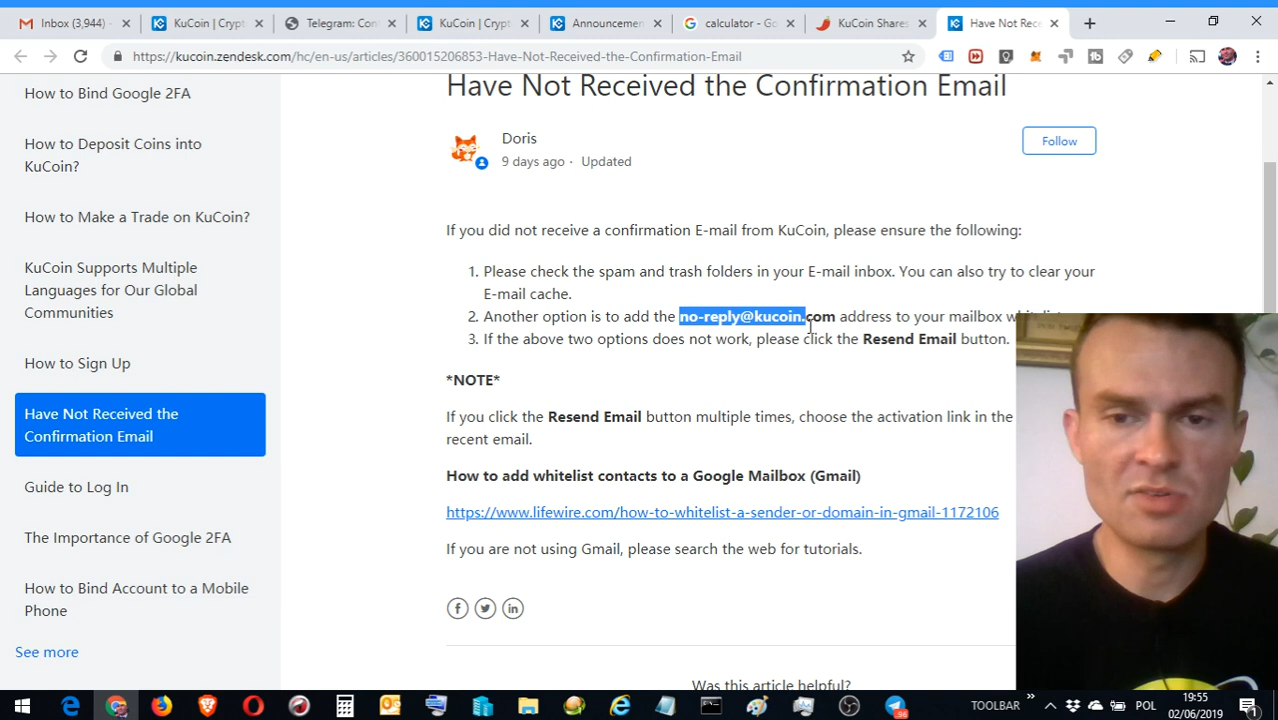 Inbox (3,944) -
KuCoin | Crypt
Telegram: Con
KuCoin | Crypt
Announcemen
calculator - Go
KuCoin Shares
Have Not Rece
https://kucoin.zendesk.com/hc/en-us/articles/360015206853-Have-Not-Received-the-Confirmation-Email
How to Bind Google 2FA
How to Deposit Coins into
KuCoin?
How to Make a Trade on KuCoin?
KuCoin Supports Multiple
Languages for Our Global
Communities
How to Sign Up
Have Not Received the
Confirmation Email
Guide to Log In
The Importance of Google 2FA
How to Bind Account to a Mobile
Phone
See more
Have Not Received the Confirmation Email
Doris
9 days ago · Updated
Follow
If you did not receive a confirmation E-mail from KuCoin, please ensure the following:
1. Please check the spam and trash folders in your E-mail inbox. You can also try to clear your
E-mail cache.
2. Another option is to add the no-reply@kucoin.com address to your mailbox
3. If the above two options does not work, please click the Resend Email button.
*NOTE*
If you click the Resend Email button multiple times, choose the activation link in the
recent email.
How to add whitelist contacts to a Google Mailbox (Gmail)
https://www.lifewire.com/how-to-whitelist-a-sender-or-domain-in-gmail-1172106
If you are not using Gmail, please search the web for tutorials.
Was this article helpful?
TOOLBAR
POL
19:55
02/06/2019